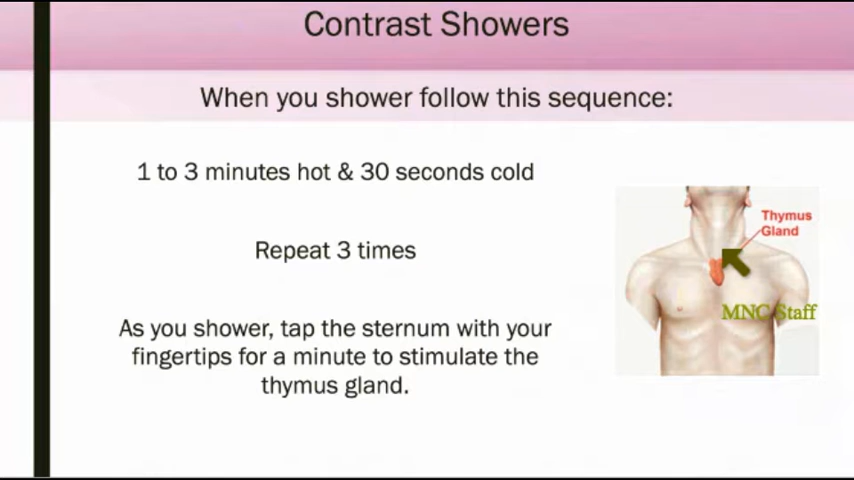 Contrast Showers
When you shower follow this sequence:
1 to 3 minutes hot & 30 seconds cold
Repeat 3 times
As you shower, tap the sternum with your
fingertips for a minute to stimulate the
thymus gland.
Thymus
Gland
MNC Staff